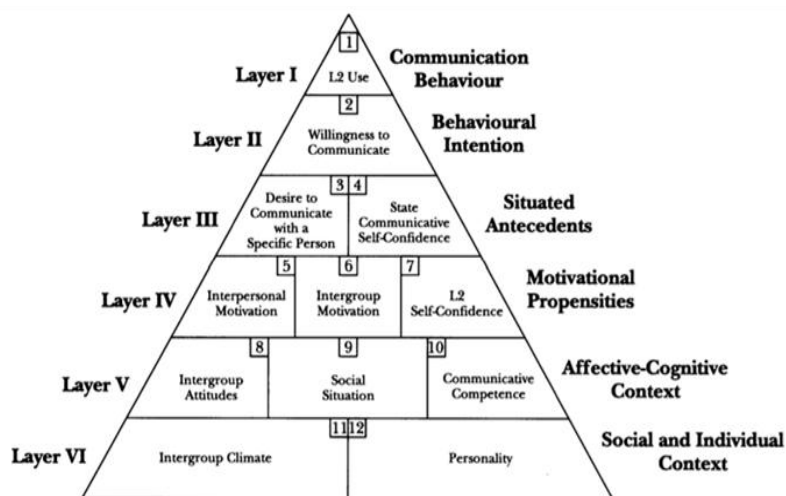 1
Layer I
L2 Use
Communication
Behaviour
2
Layer II
Willingness to
Communicate
Behavioural
Intention
3 4
Layer III
Desire to
Communicate
with a
Specific Person
State
Communicative
Self-Confidence
Situated
Antecedents
5 6 7
Layer IV
Interpersonal
Motivation
Intergroup
Motivation
L2
Self-Confidence
Motivational
Propensities
8 9 10
Layer V
Intergroup
Attitudes
Social
Situation
Communicative
Competence
Affective-Cognitive
Context
11 12
Layer VI
Intergroup Climate
Personality
Social and Individual
Context